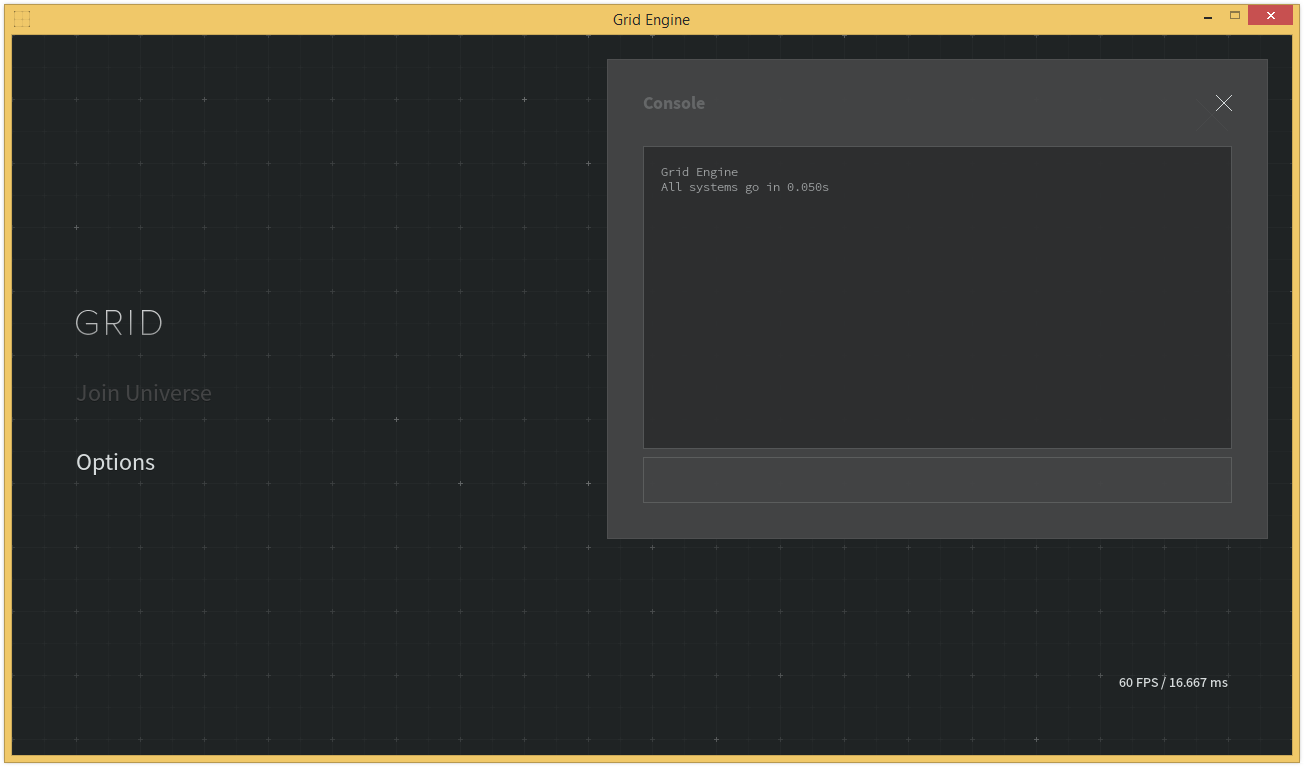 Grid Engine
Console
Grid Engine
All systems go in 0.050s
GRID
Join Universe
Options
60 FPS / 16.667 ms